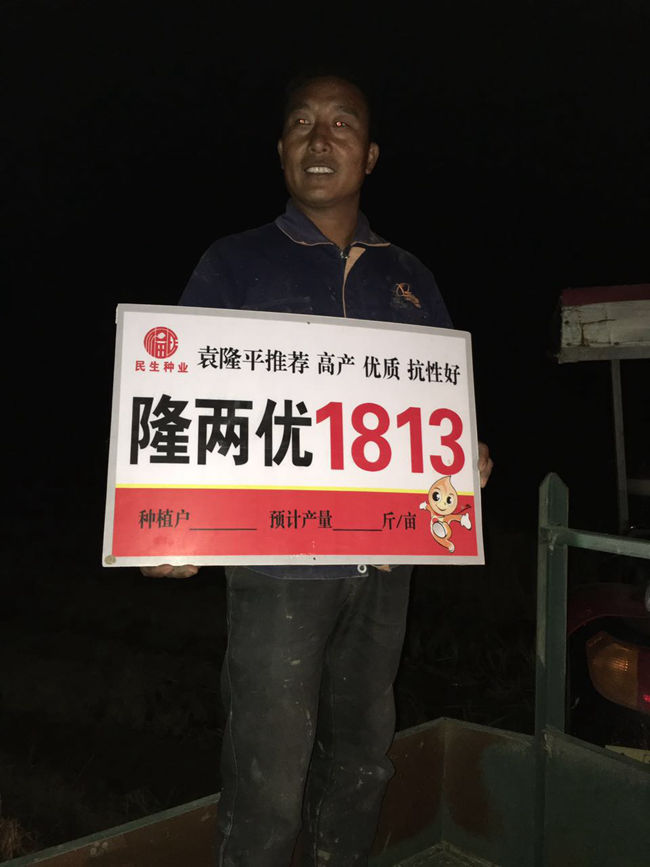 民生种业
袁隆平推荐 高产 优质 抗性好
隆两优1813
种植户______ 预计产量_____斤/亩